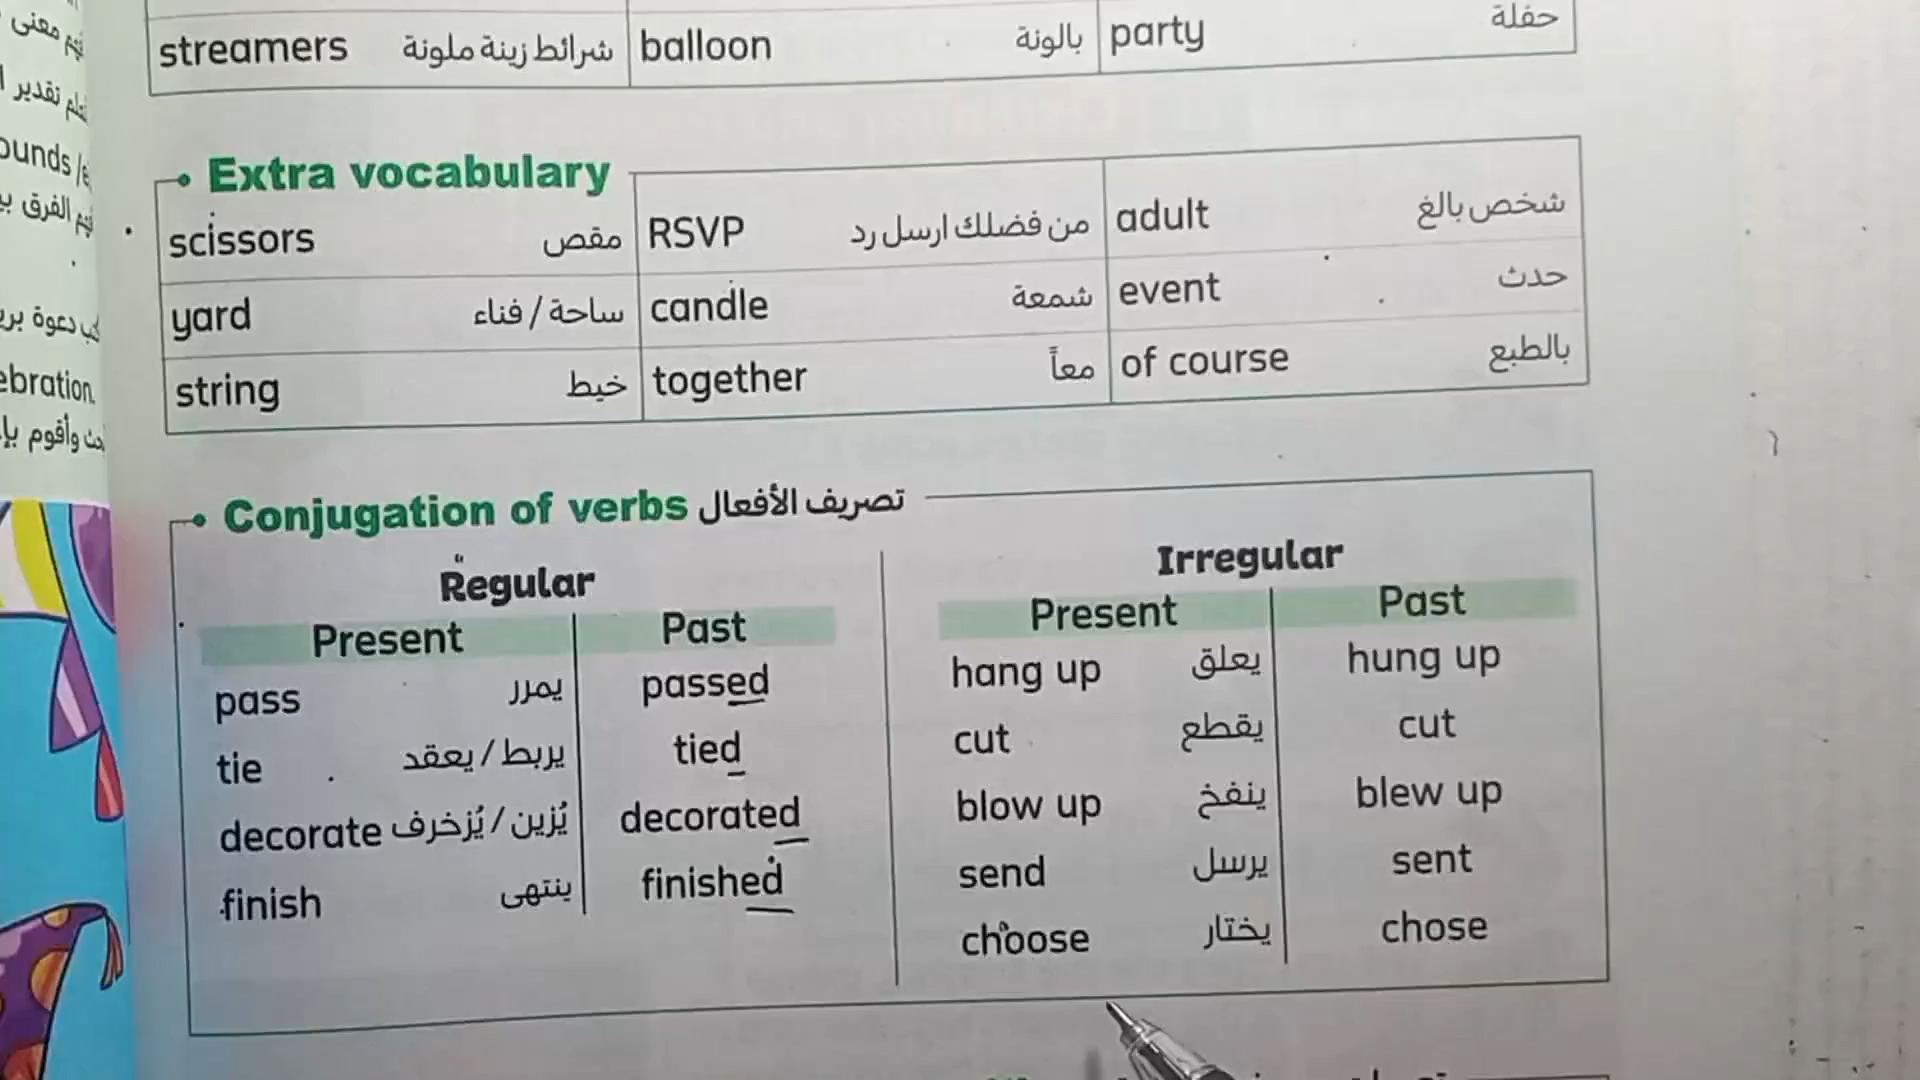 streamers شرائط زينة ملونة balloon بالونة party حفلة
Extra vocabulary
scissors مقص RSVP من فضلك ارسل رد adult شخص بالغ
yard ساحة / فناء candle شمعة event حدث
string خيط together معاً of course بالطبع
Conjugation of verbs تصريف الأفعال
Regular Irregular
Present Past Present Past
pass يمرر passed hang up يعلق hung up
tie يربط / يعقد tied cut يقطع cut
decorate يُزين / يُزخرف decorated blow up ينفخ blew up
finish ينتهى finished send يرسل sent
choose يختار chose